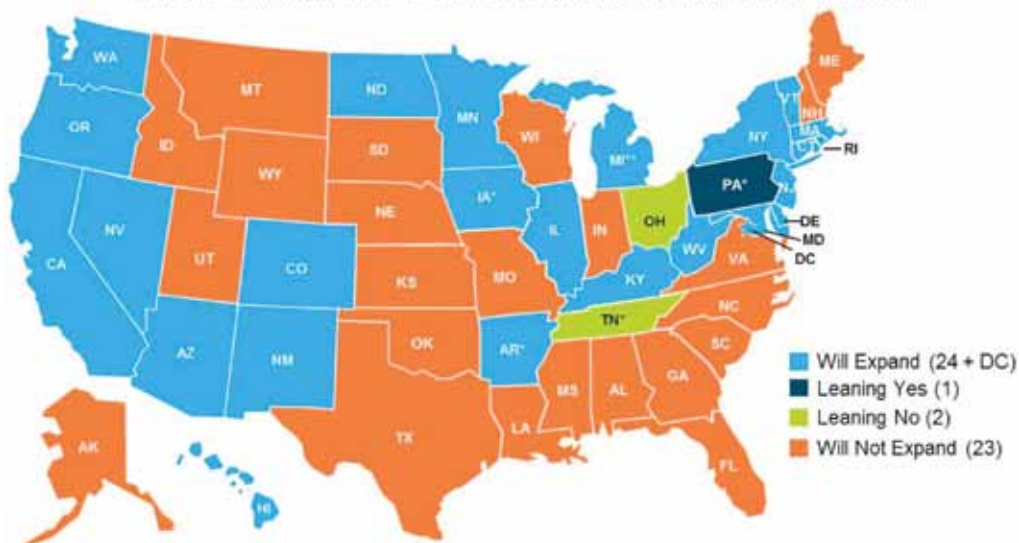 WA
OR
CA
NV
ID
MT
WY
UT
AZ
CO
NM
ND
SD
NE
KS
OK
TX
MN
IA*
MO
AR*
LA
WI
IL
MI**
IN
OH
KY
TN*
MS
AL
GA
FL
SC
NC
VA
WV
PA*
NY
VT
NH
ME
MA
CT
RI
NJ
DE
MD
DC
AK
HI
Will Expand (24 + DC)
Leaning Yes (1)
Leaning No (2)
Will Not Expand (23)